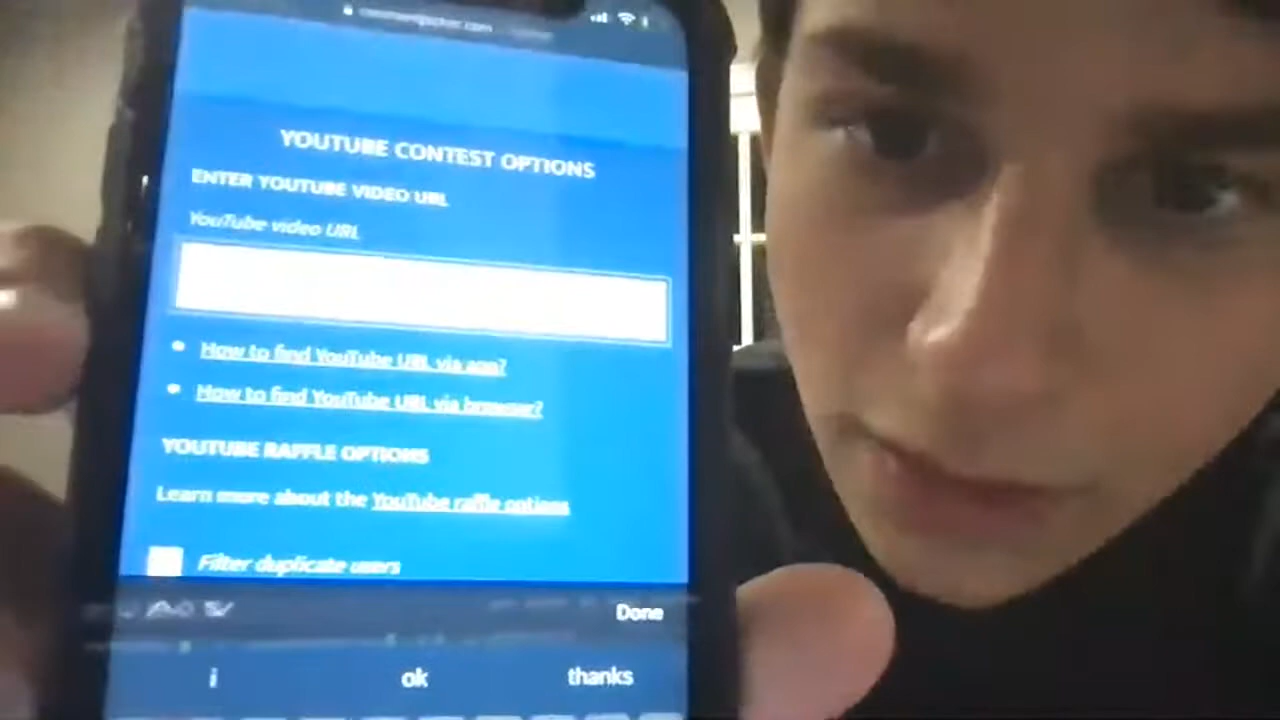 YOUTUBE CONTEST OPTIONS
ENTER YOUTUBE VIDEO URL
YouTube video URL
How to find YouTube URL via app?
How to find YouTube URL via browser?
YOUTUBE RAFFLE OPTIONS
Learn more about the YouTube raffle options
Filter duplicate users
Done
i ok thanks